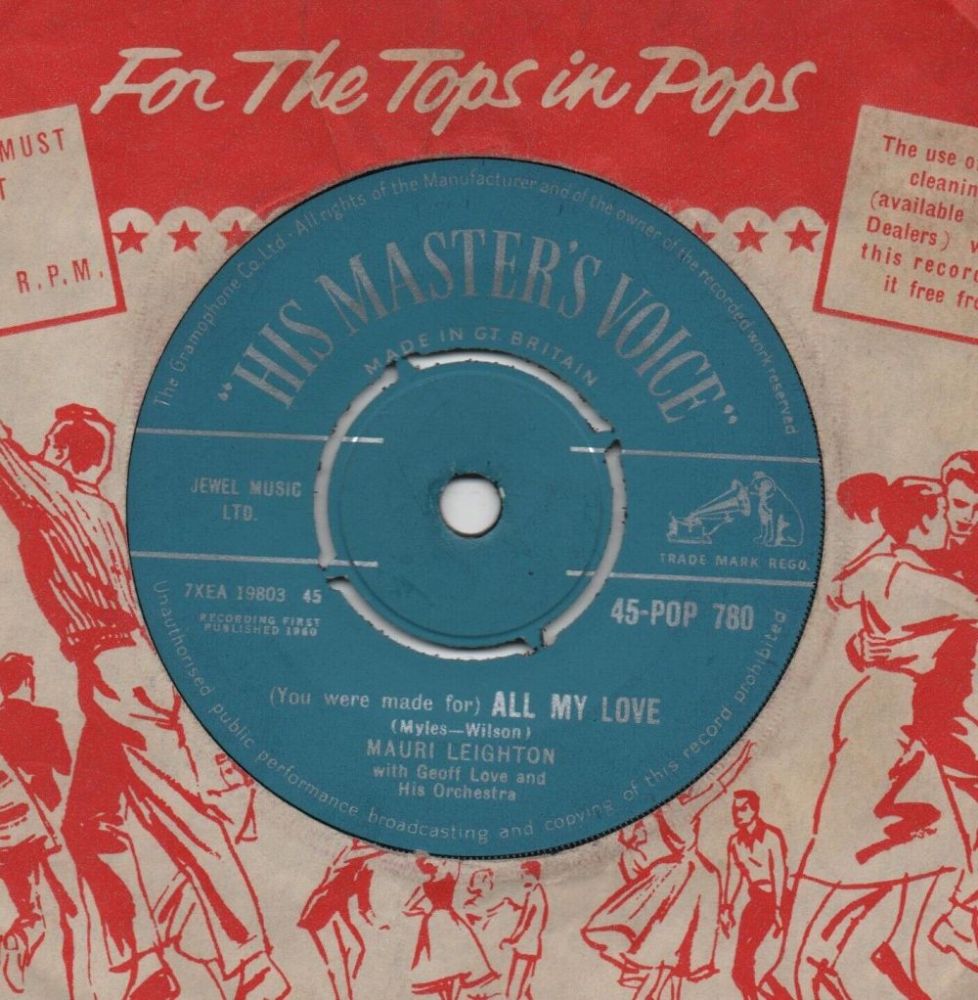 For The Tops in Pops
MUST
T
R.P.M.
The use o
cleanin
(available
Dealers)
this record
it free fro
The Gramophone Co. Ltd. All rights of the Manufacturer and of the owner of the recorded work reserved
"HIS MASTER'S VOICE"
MADE IN GT. BRITAIN
JEWEL MUSIC
LTD.
TRADE MARK REGD.
7XEA 19803 45
RECORDING FIRST
PUBLISHED 1960
45-POP 780
(You were made for) ALL MY LOVE
(Myles—Wilson)
MAURI LEIGHTON
with Geoff Love and
His Orchestra
Unauthorised public performance, broadcasting and copying of this record prohibited